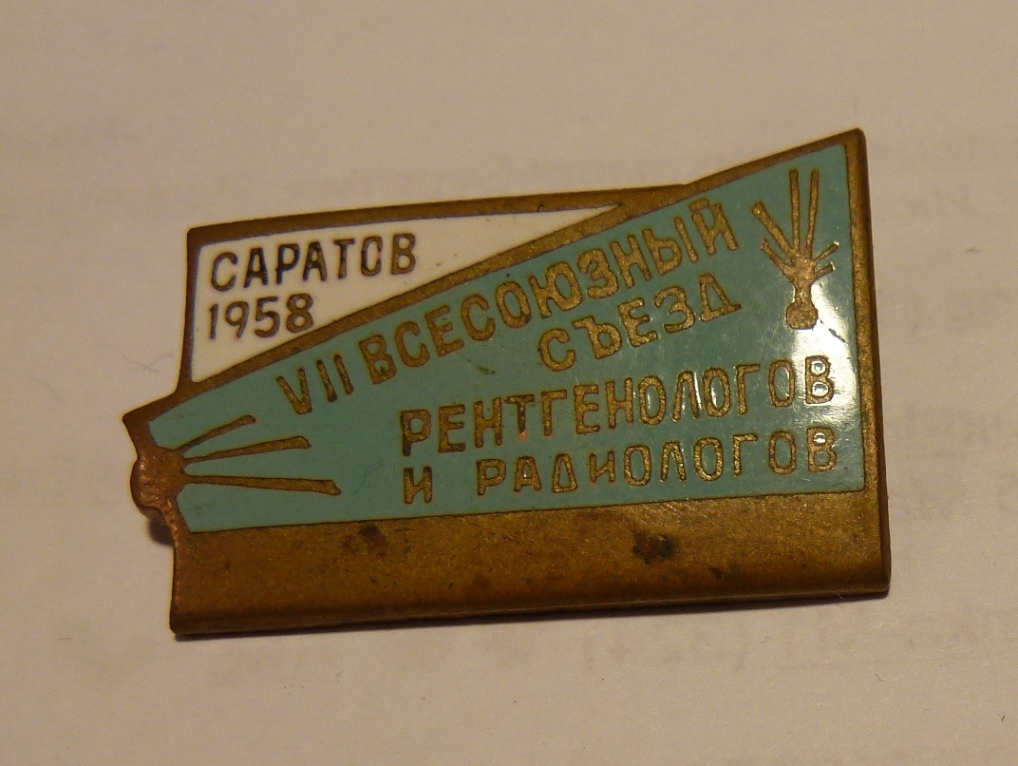 САРАТОВ
1958
VII ВСЕСОЮЗНЫЙ
СЪЕЗД
РЕНТГЕНОЛОГОВ
И РАДИОЛОГОВ